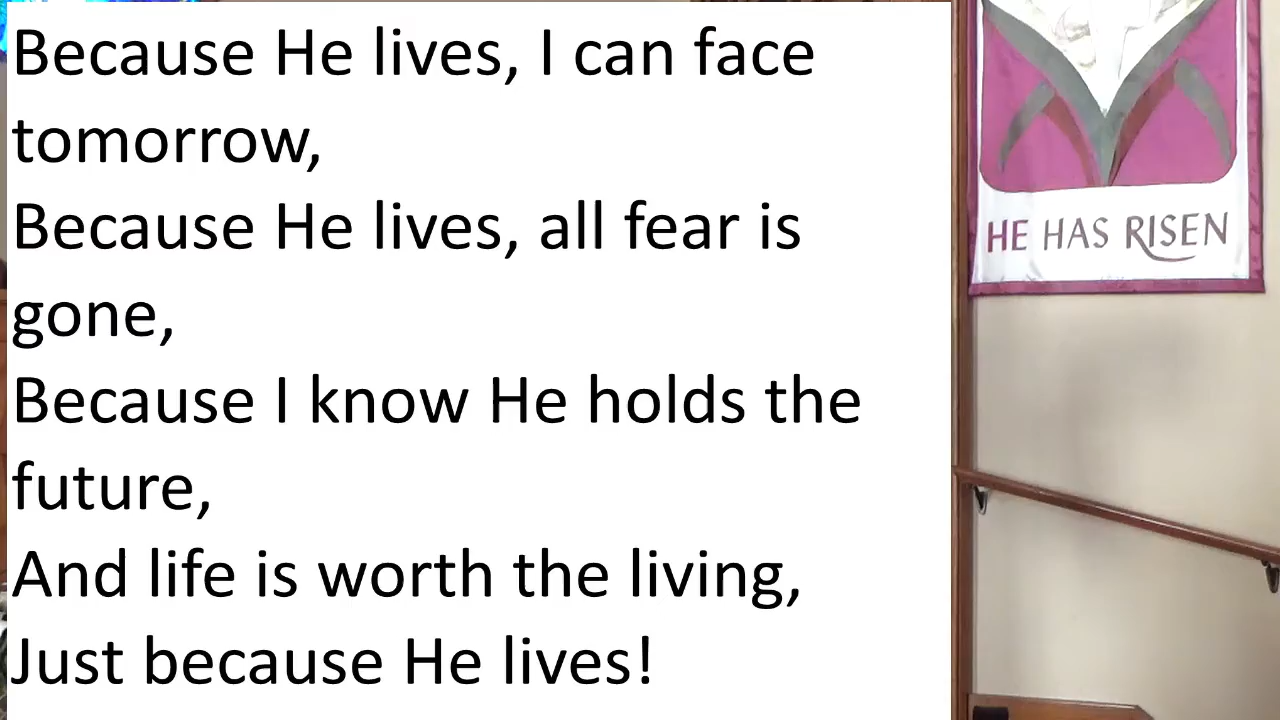 Because He lives, I can face
tomorrow,
Because He lives, all fear is
gone,
Because I know He holds the
future,
And life is worth the living,
Just because He lives!
HE HAS RISEN